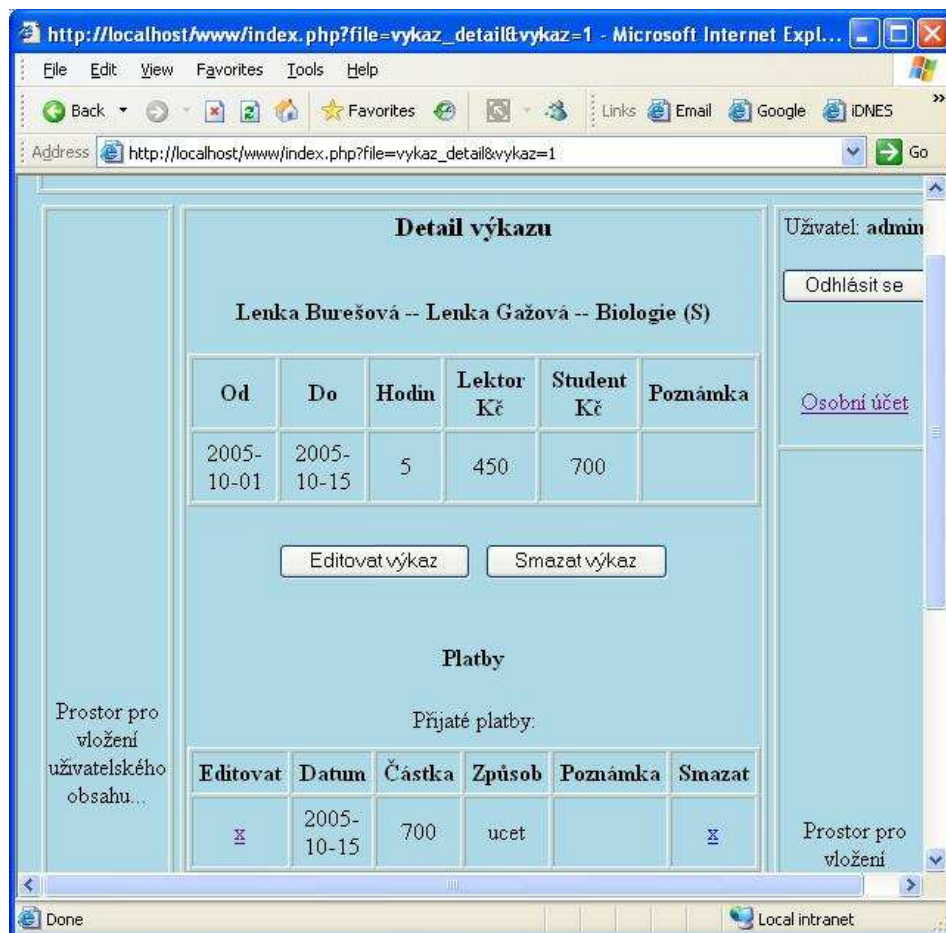 http://localhost/www/index.php?file=vykaz_detail&vykaz=1 - Microsoft Internet Expl...
File Edit View Favorites Tools Help
Back Favorites Links Email Google iDNES »
Address http://localhost/www/index.php?file=vykaz_detail&vykaz=1 Go
Detail výkazu
Uživatel: admin
Odhlásit se
Lenka Burešová -- Lenka Gažová -- Biologie (S)
Osobní účet
Od Do Hodin Lektor Kč Student Kč Poznámka
2005-10-01 2005-10-15 5 450 700
Editovat výkaz Smazat výkaz
Platby
Přijaté platby:
Prostor pro
vložení
uživatelského
obsahu...
Editovat Datum Částka Způsob Poznámka Smazat
x 2005-10-15 700 ucet x
Prostor pro
vložení
Done Local intranet